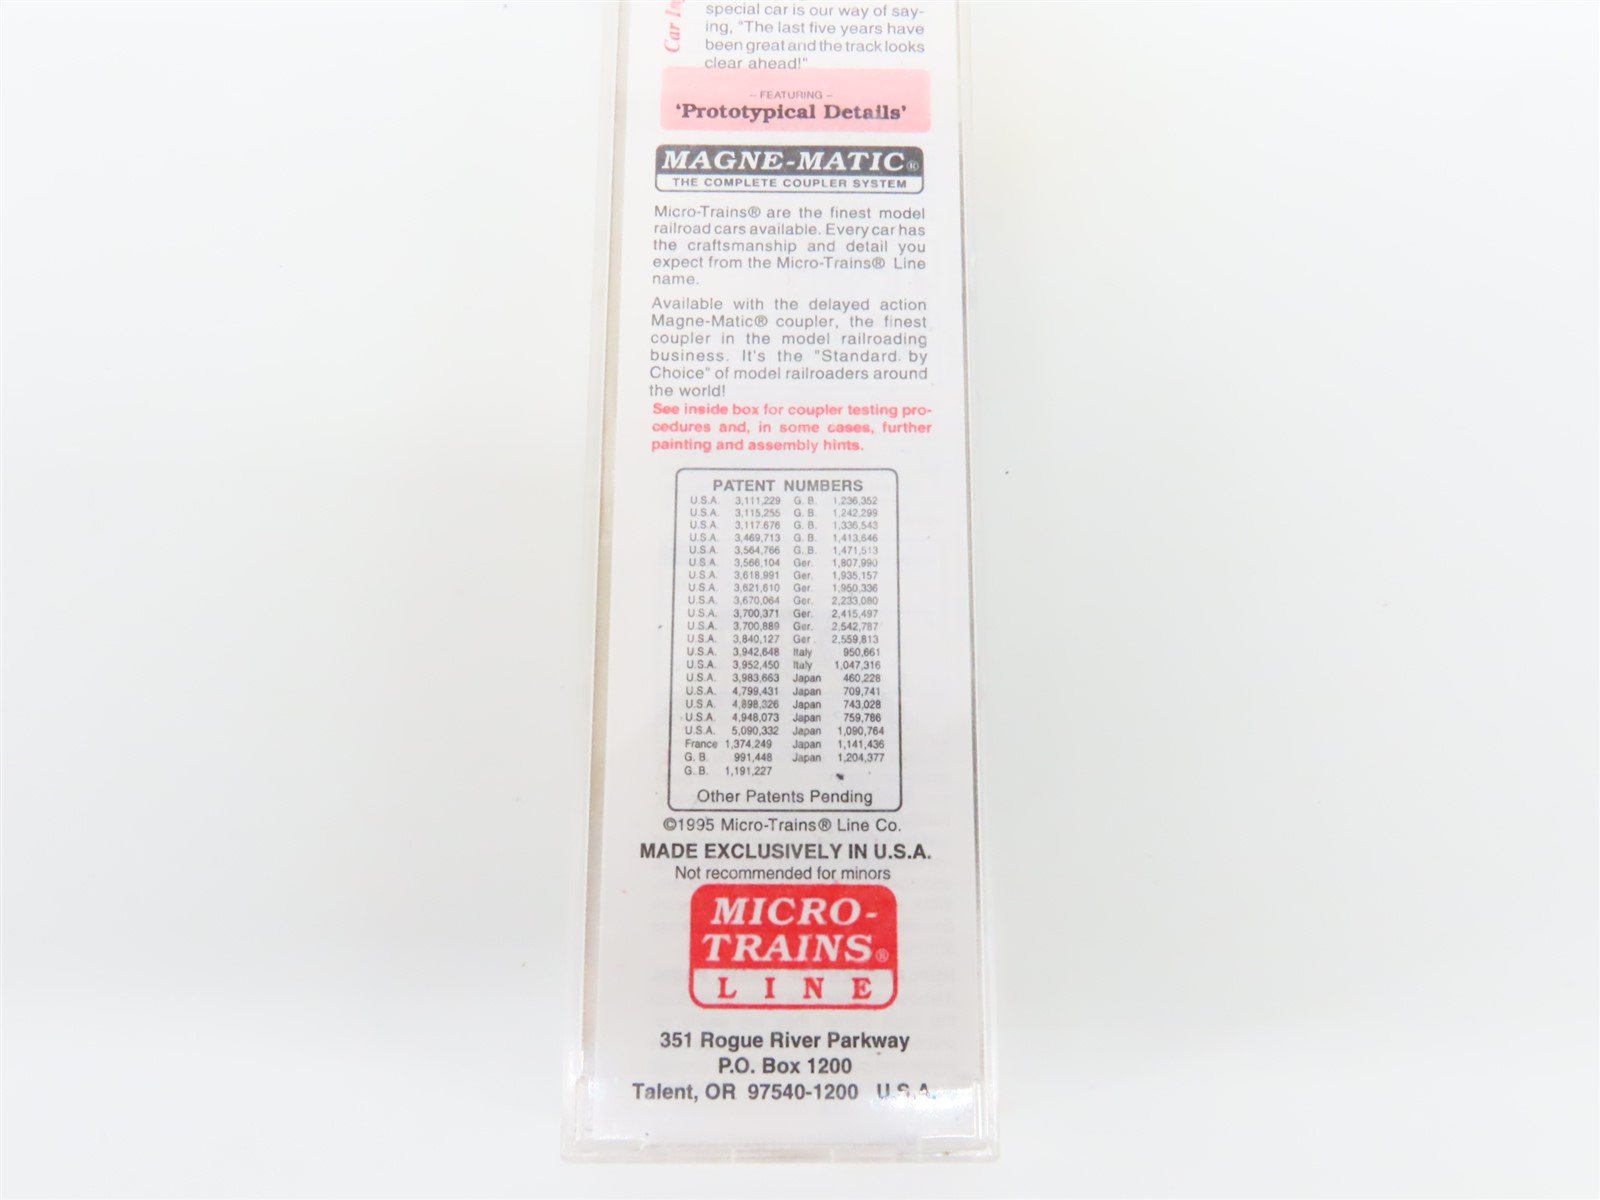 special car is our way of say-
ing, "The last five years have
been great and the track looks
clear ahead!"
Car
– FEATURING –
'Prototypical Details'
MAGNE-MATIC®
THE COMPLETE COUPLER SYSTEM
Micro-Trains® are the finest model
railroad cars available. Every car has
the craftsmanship and detail you
expect from the Micro-Trains® Line
name.
Available with the delayed action
Magne-Matic® coupler, the finest
coupler in the model railroading
business. It's the "Standard. by
Choice" of model railroaders around
the world!
See inside box for coupler testing pro-
cedures and, in some cases, further
painting and assembly hints.
PATENT NUMBERS
U.S.A. 3,111,229 G. B. 1,236,352
U.S.A. 3,115,255 G. B. 1,242,299
U.S.A. 3,117,676 G. B. 1,336,543
U.S.A. 3,469,713 G. B. 1,413,646
U.S.A. 3,564,766 G. B. 1,471,513
U.S.A. 3,566,104 Ger. 1,807,990
U.S.A. 3,618,991 Ger. 1,935,157
U.S.A. 3,621,610 Ger. 1,950,336
U.S.A. 3,670,064 Ger. 2,233,080
U.S.A. 3,700,371 Ger. 2,415,497
U.S.A. 3,700,889 Ger. 2,542,787
U.S.A. 3,840,127 Ger. 2,559,813
U.S.A. 3,942,648 Italy 950,661
U.S.A. 3,952,450 Italy 1,047,316
U.S.A. 3,983,663 Japan 460,228
U.S.A. 4,799,431 Japan 709,741
U.S.A. 4,898,326 Japan 743,028
U.S.A. 4,948,073 Japan 759,786
U.S.A. 5,090,332 Japan 1,090,764
France 1,374,249 Japan 1,141,436
G. B. 991,448 Japan 1,204,377
G. B. 1,191,227
Other Patents Pending
©1995 Micro-Trains® Line Co.
MADE EXCLUSIVELY IN U.S.A.
Not recommended for minors
MICRO-
TRAINS®
LINE
351 Rogue River Parkway
P.O. Box 1200
Talent, OR 97540-1200 U.S.A.